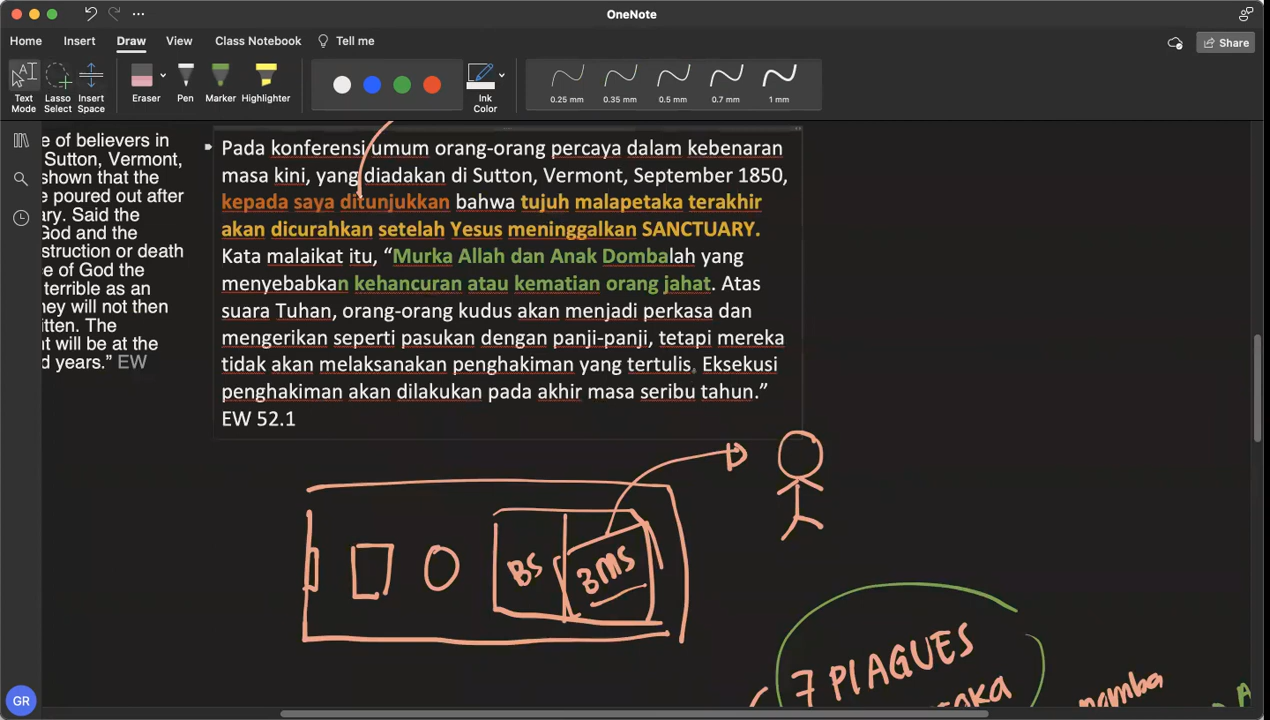 OneNote
Home Insert Draw View Class Notebook Tell me
Share
Text Mode
Lasso Select
Insert Space
Eraser
Pen
Marker
Highlighter
Ink Color
0.25 mm 0.35 mm 0.5 mm 0.7 mm 1 mm
e of believers in
Sutton, Vermont,
shown that the
e poured out after
ary. Said the
God and the
struction or death
e of God the
terrible as an
ney will not then
itten. The
nt will be at the
d years.” EW
Pada konferensi umum orang-orang percaya dalam kebenaran
masa kini, yang diadakan di Sutton, Vermont, September 1850,
kepada saya ditunjukkan bahwa tujuh malapetaka terakhir
akan dicurahkan setelah Yesus meninggalkan SANCTUARY.
Kata malaikat itu, “Murka Allah dan Anak Dombalah yang
menyebabkan kehancuran atau kematian orang jahat. Atas
suara Tuhan, orang-orang kudus akan menjadi perkasa dan
mengerikan seperti pasukan dengan panji-panji, tetapi mereka
tidak akan melaksanakan penghakiman yang tertulis. Eksekusi
penghakiman akan dilakukan pada akhir masa seribu tahun.”
EW 52.1
BS BMS
7 PLAGUES
GR